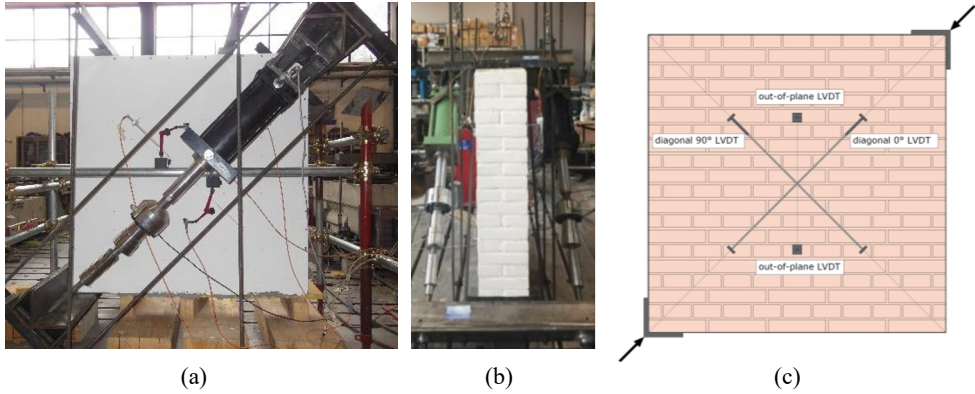 out-of-plane LVDT
diagonal 90° LVDT
diagonal 0° LVDT
out-of-plane LVDT
(a)
(b)
(c)